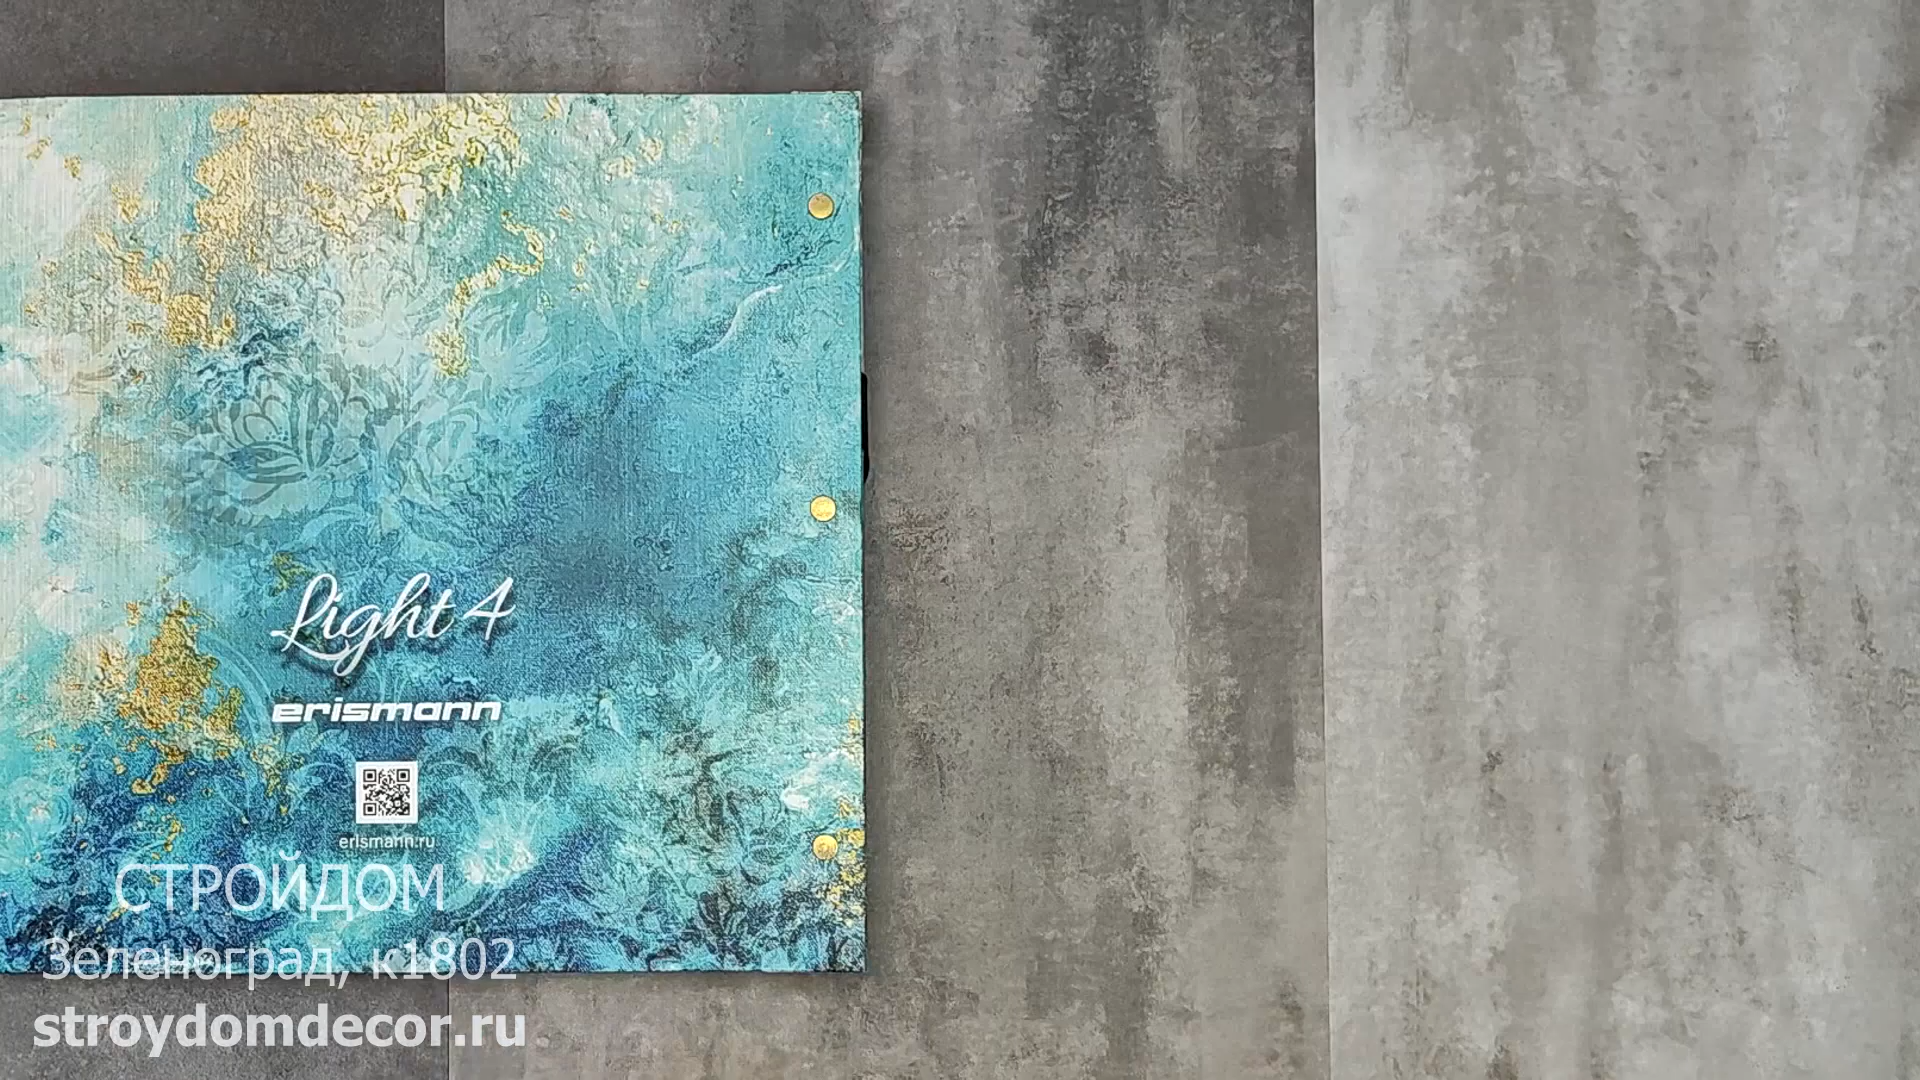 Light 4
erismann
erismann.ru
СТРОЙДОМ
Зеленоград, к1802
stroydomdecor.ru